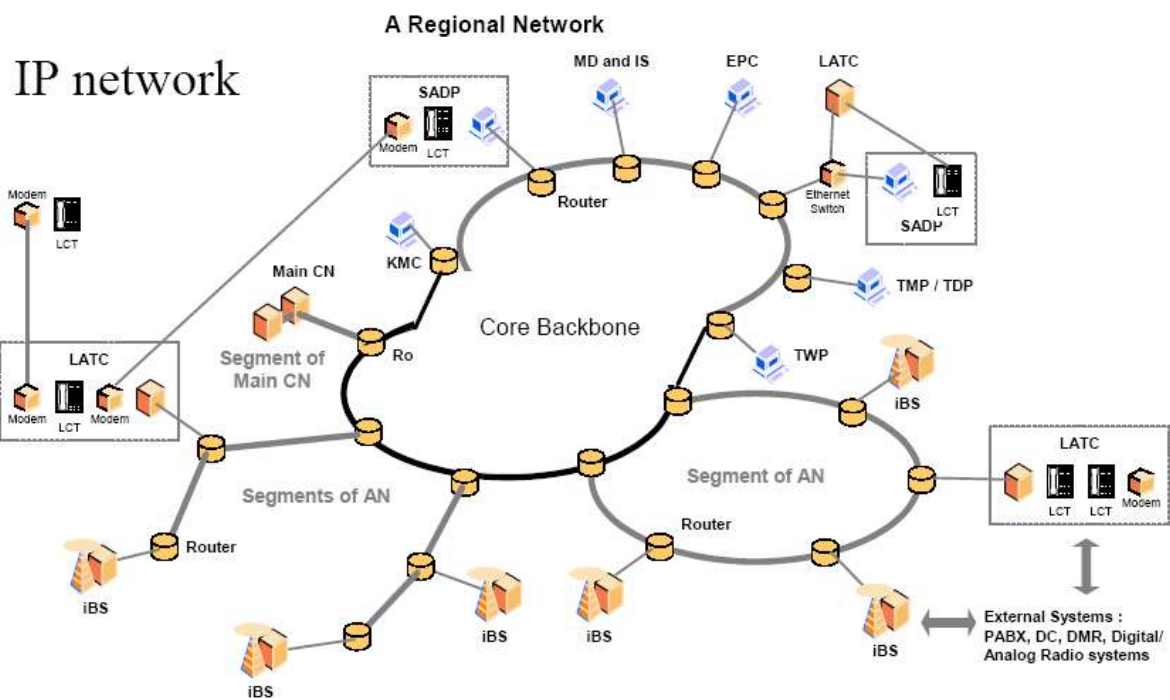 A Regional Network
IP network
MD and IS
EPC
LATC
SADP
Modem
LCT
Router
Ethernet
Switch
LCT
SADP
Modem
LCT
KMC
Main CN
TMP / TDP
Core Backbone
Ro
Segment of
Main CN
TWP
iBS
LATC
Modem
LCT
Modem
LATC
LCT
LCT
Modem
Segments of AN
Segment of AN
Router
Router
iBS
iBS
iBS
iBS
iBS
External Systems :
PABX, DC, DMR, Digital/
Analog Radio systems